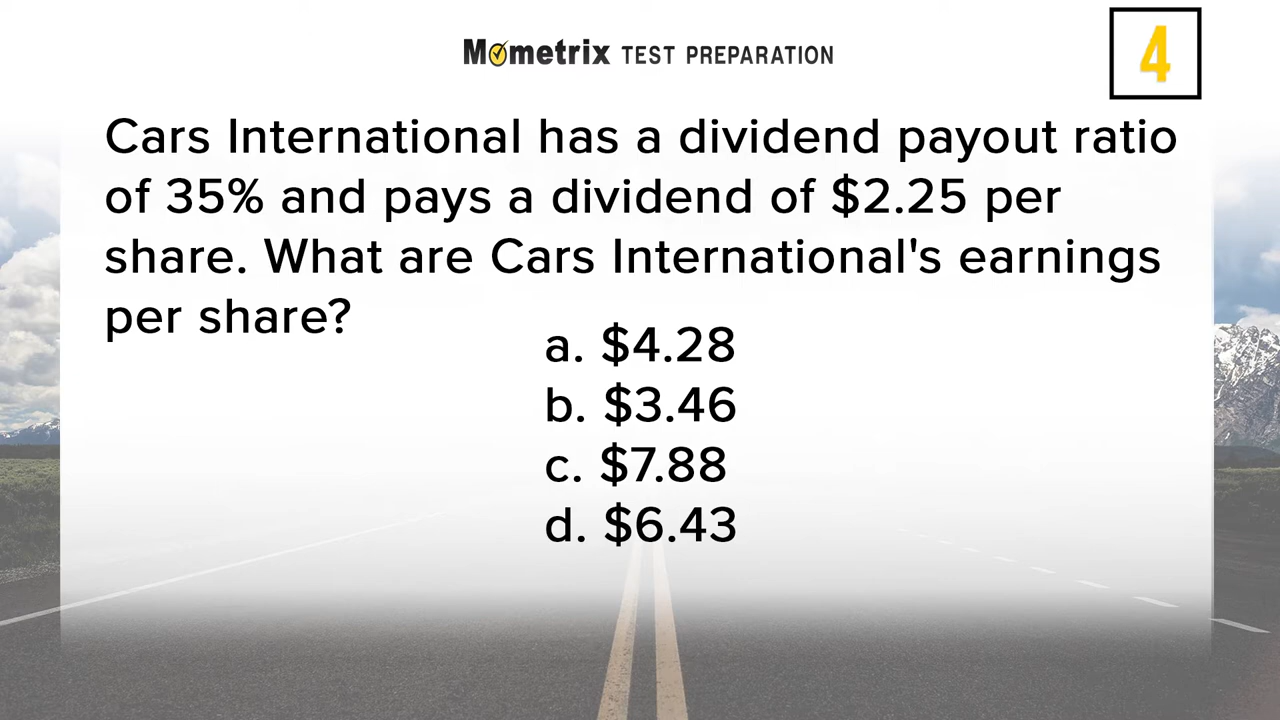 Mometrix TEST PREPARATION
4
Cars International has a dividend payout ratio
of 35% and pays a dividend of $2.25 per
share. What are Cars International's earnings
per share?
a. $4.28
b. $3.46
c. $7.88
d. $6.43